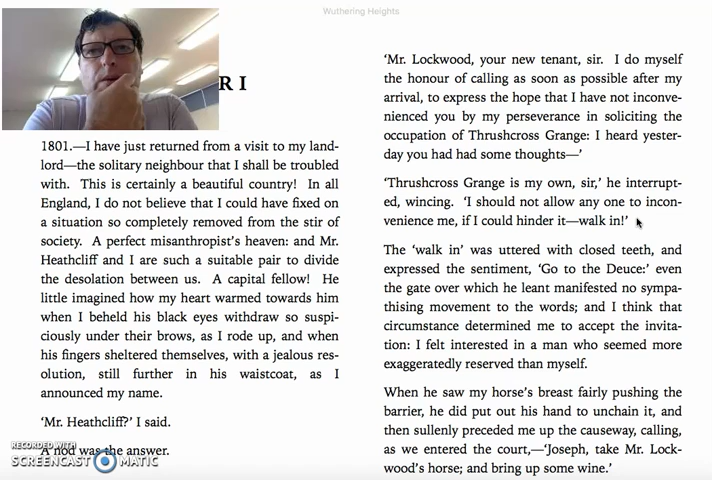 Wuthering Heights
R I
1801.—I have just returned from a visit to my land-
lord—the solitary neighbour that I shall be troubled
with. This is certainly a beautiful country! In all
England, I do not believe that I could have fixed on
a situation so completely removed from the stir of
society. A perfect misanthropist’s heaven: and Mr.
Heathcliff and I are such a suitable pair to divide
the desolation between us. A capital fellow! He
little imagined how my heart warmed towards him
when I beheld his black eyes withdraw so suspi-
ciously under their brows, as I rode up, and when
his fingers sheltered themselves, with a jealous res-
olution, still further in his waistcoat, as I
announced my name.
‘Mr. Heathcliff?’ I said.
A nod was the answer.
RECORDED WITH
SCREENCAST MATIC
‘Mr. Lockwood, your new tenant, sir. I do myself
the honour of calling as soon as possible after my
arrival, to express the hope that I have not inconve-
nienced you by my perseverance in soliciting the
occupation of Thrushcross Grange: I heard yester-
day you had had some thoughts—’
‘Thrushcross Grange is my own, sir,’ he interrupt-
ed, wincing. ‘I should not allow any one to incon-
venience me, if I could hinder it—walk in!’
The ‘walk in’ was uttered with closed teeth, and
expressed the sentiment, ‘Go to the Deuce:’ even
the gate over which he leant manifested no sympa-
thising movement to the words; and I think that
circumstance determined me to accept the invita-
tion: I felt interested in a man who seemed more
exaggeratedly reserved than myself.
When he saw my horse’s breast fairly pushing the
barrier, he did put out his hand to unchain it, and
then sullenly preceded me up the causeway, calling,
as we entered the court,—‘Joseph, take Mr. Lock-
wood’s horse; and bring up some wine.’